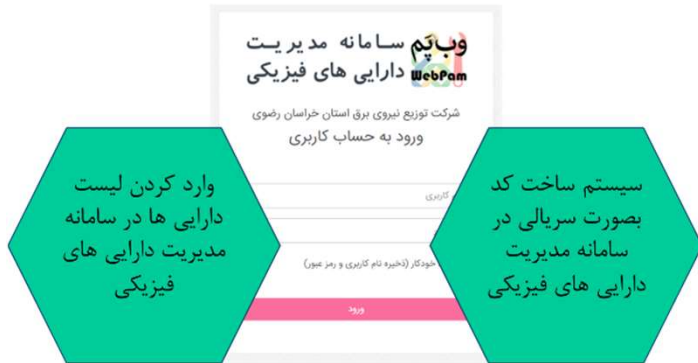 سامانه مدیریت
دارایی های فیزیکی
وب پم
WebPam
شرکت توزیع نیروی برق استان خراسان رضوی
ورود به حساب کاربری
کاربری
خودکار (ذخیره نام کاربری و رمز عبور)
ورود
سیستم ساخت کد
بصورت سریالی در
سامانه مدیریت
دارایی های فیزیکی
وارد کردن لیست
دارایی ها در سامانه
مدیریت دارایی های
فیزیکی